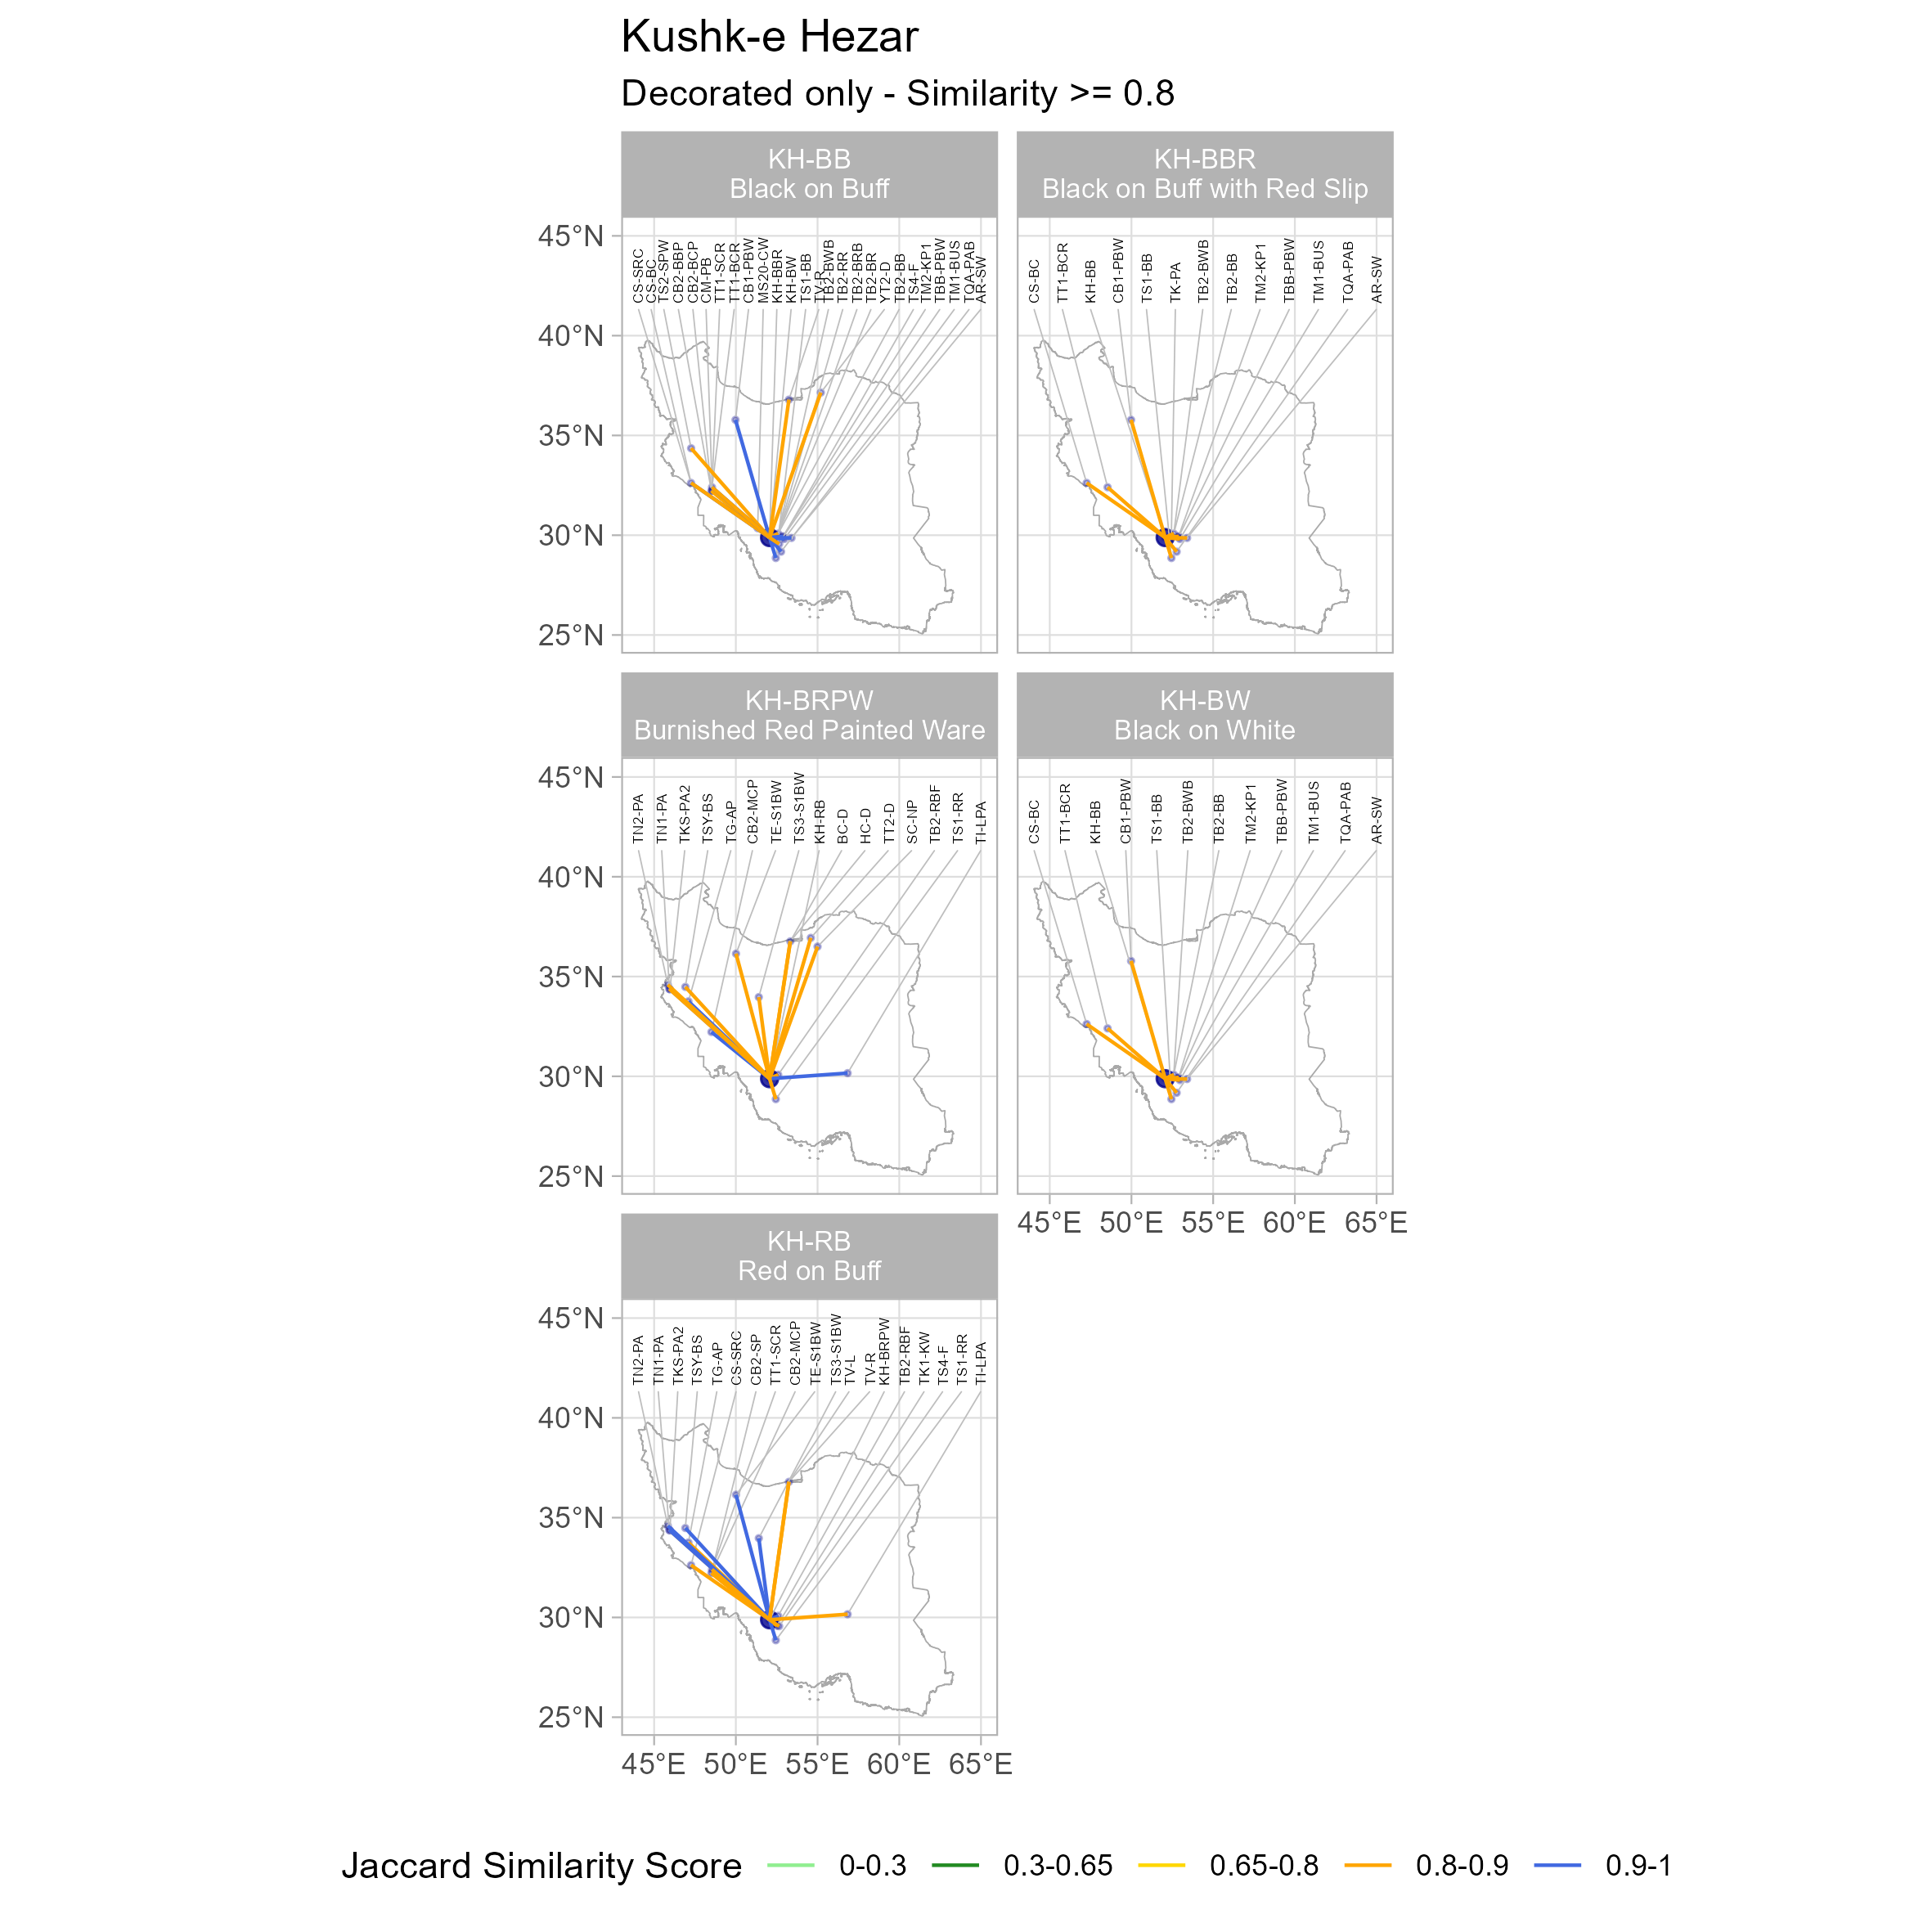 Kushk-e Hezar
Decorated only - Similarity >= 0.8
KH-BB
Black on Buff
KH-BBR
Black on Buff with Red Slip
45°N
40°N
35°N
30°N
25°N
CS-SRC
CS-BC
TS2-SPW
CB2-BBP
CB2-BCP
CM-PB
TT1-SCR
TT1-BCR
CB1-PBW
MS20-CW
KH-BBR
KH-BW
TS1-BB
TV-R
TB2-BWB
TB2-RR
TB2-BRB
TB2-BR
YT2-D
TB2-BB
TS4-F
TM2-KP1
TBB-PBW
TM1-BUS
TQA-PAB
AR-SW
CS-BC
TT1-BCR
KH-BB
CB1-PBW
TS1-BB
TK-PA
TB2-BWB
TB2-BB
TM2-KP1
TBB-PBW
TM1-BUS
TQA-PAB
AR-SW
KH-BRPW
Burnished Red Painted Ware
KH-BW
Black on White
45°N
40°N
35°N
30°N
25°N
TN2-PA
TN1-PA
TKS-PA2
TSY-BS
TG-AP
CB2-MCP
TE-S1BW
TS3-S1BW
KH-RB
BC-D
HC-D
TT2-D
SC-NP
TB2-RBF
TS1-RR
TI-LPA
CS-BC
TT1-BCR
KH-BB
CB1-PBW
TS1-BB
TB2-BWB
TB2-BB
TM2-KP1
TBB-PBW
TM1-BUS
TQA-PAB
AR-SW
45°E 50°E 55°E 60°E 65°E
KH-RB
Red on Buff
45°N
40°N
35°N
30°N
25°N
TN2-PA
TN1-PA
TKS-PA2
TSY-BS
TG-AP
CS-SRC
CB2-SP
TT1-SCR
CB2-MCP
TE-S1BW
TS3-S1BW
TV-L
TV-R
KH-BRPW
TB2-RBF
TK1-KW
TS4-F
TS1-RR
TI-LPA
45°E 50°E 55°E 60°E 65°E
Jaccard Similarity Score 0-0.3 0.3-0.65 0.65-0.8 0.8-0.9 0.9-1